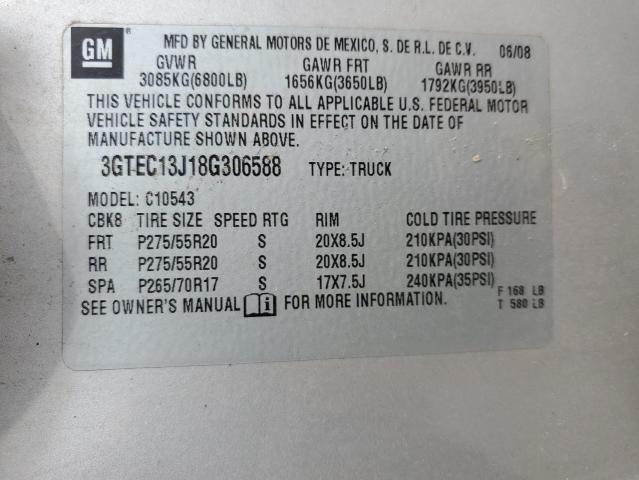 GM
MFD BY GENERAL MOTORS DE MEXICO, S. DE R.L. DE C.V. 06/08
GVWR GAWR FRT GAWR RR
3085KG(6800LB) 1656KG(3650LB) 1792KG(3950LB)
THIS VEHICLE CONFORMS TO ALL APPLICABLE U.S. FEDERAL MOTOR
VEHICLE SAFETY STANDARDS IN EFFECT ON THE DATE OF
MANUFACTURE SHOWN ABOVE.
3GTEC13J18G306588 TYPE: TRUCK
MODEL: C10543
CBK8 TIRE SIZE SPEED RTG RIM COLD TIRE PRESSURE
FRT P275/55R20 S 20X8.5J 210KPA(30PSI)
RR P275/55R20 S 20X8.5J 210KPA(30PSI)
SPA P265/70R17 S 17X7.5J 240KPA(35PSI)
F 168 LB
SEE OWNER'S MANUAL i FOR MORE INFORMATION. T 580 LB